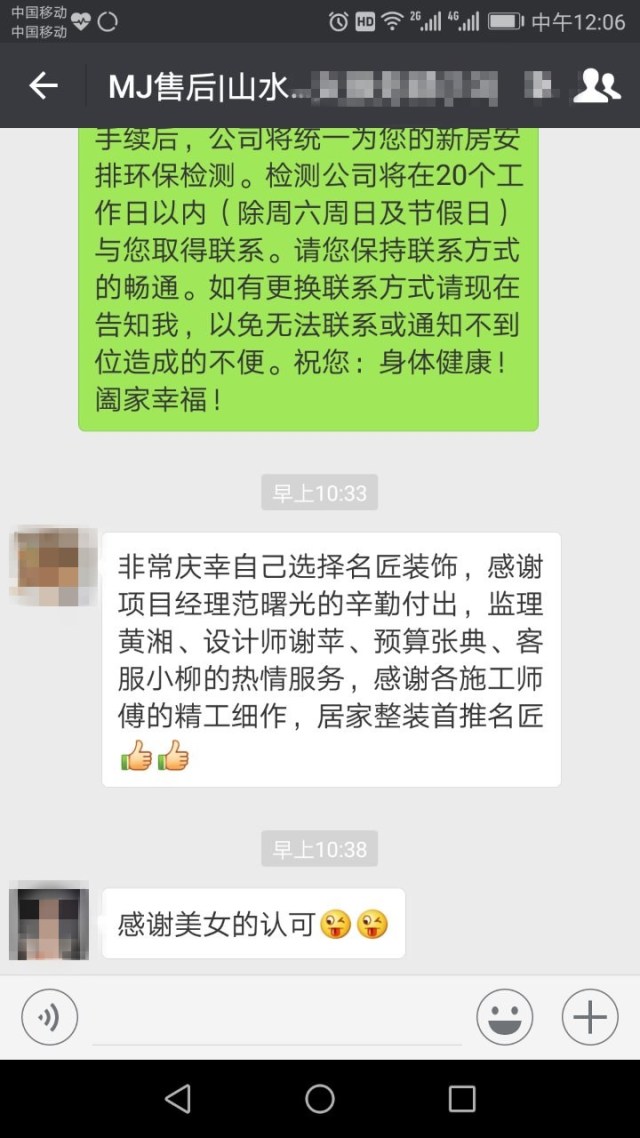 中国移动
中国移动
HD
2G
4G
中午12:06
MJ售后|山水...
手续后，公司将统一为您的新房安
排环保检测。检测公司将在20个工
作日以内（除周六周日及节假日）
与您取得联系。请您保持联系方式
的畅通。如有更换联系方式请现在
告知我，以免无法联系或通知不到
位造成的不便。祝您：身体健康！
阖家幸福！
早上10:33
非常庆幸自己选择名匠装饰，感谢
项目经理范曙光的辛勤付出，监理
黄湘、设计师谢苹、预算张典、客
服小柳的热情服务，感谢各施工师
傅的精工细作，居家整装首推名匠
👍👍
早上10:38
感谢美女的认可😜😜